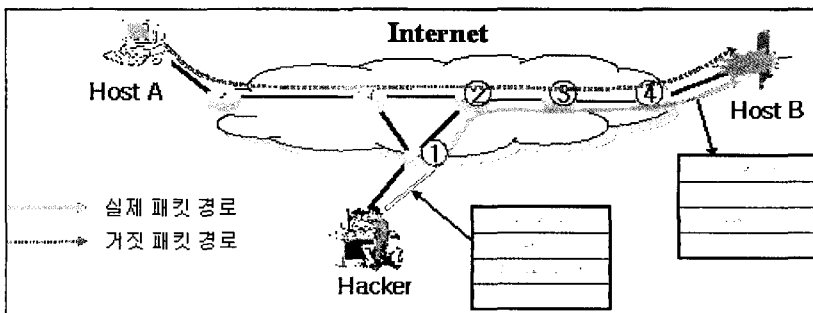 Internet
Host A
② ③ ④
Host B
①
실제 패킷 경로
거짓 패킷 경로
Hacker